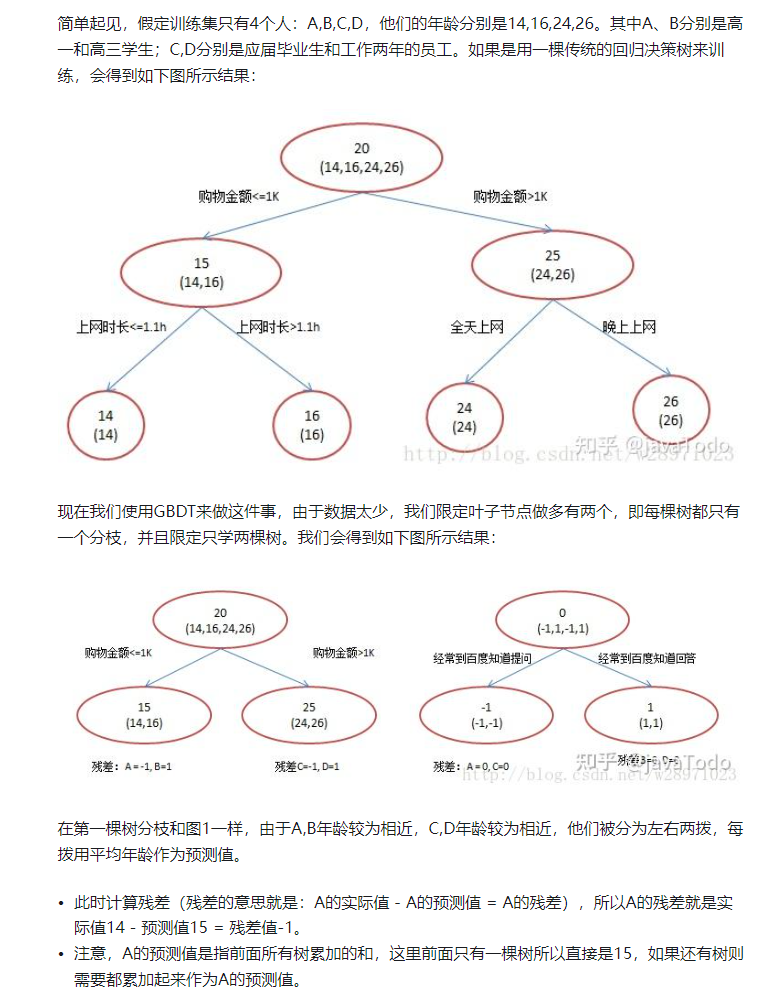 简单起见，假定训练集只有4个人：A,B,C,D，他们的年龄分别是14,16,24,26。其中A、B分别是高
一和高三学生；C,D分别是应届毕业生和工作两年的员工。如果是用一棵传统的回归决策树来训
练，会得到如下图所示结果：
20
(14,16,24,26)
购物金额<=1K
购物金额>1K
15
(14,16)
25
(24,26)
上网时长<=1.1h
上网时长>1.1h
全天上网
晚上上网
14
(14)
16
(16)
24
(24)
26
(26)
知乎 @javaTodo
http://blog.csdn.net/w28971023
现在我们使用GBDT来做这件事，由于数据太少，我们限定叶子节点做多有两个，即每棵树都只有
一个分枝，并且限定只学两棵树。我们会得到如下图所示结果：
20
(14,16,24,26)
0
(-1,1,-1,1)
购物金额<=1K
购物金额>1K
经常到百度知道提问
经常到百度知道回答
15
(14,16)
25
(24,26)
-1
(-1,-1)
1
(1,1)
残差：A = -1, B=1
残差C=-1, D=1
残差：A = 0, C=0
残差
知乎 @javaTodo
http://blog.csdn.net/w28971023
在第一棵树分枝和图1一样，由于A,B年龄较为相近，C,D年龄较为相近，他们被分为左右两拨，每
拨用平均年龄作为预测值。
• 此时计算残差（残差的意思就是：A的实际值 - A的预测值 = A的残差），所以A的残差就是实
际值14 - 预测值15 = 残差值-1。
• 注意，A的预测值是指前面所有树累加的和，这里前面只有一棵树所以直接是15，如果还有树则
需要都累加起来作为A的预测值。